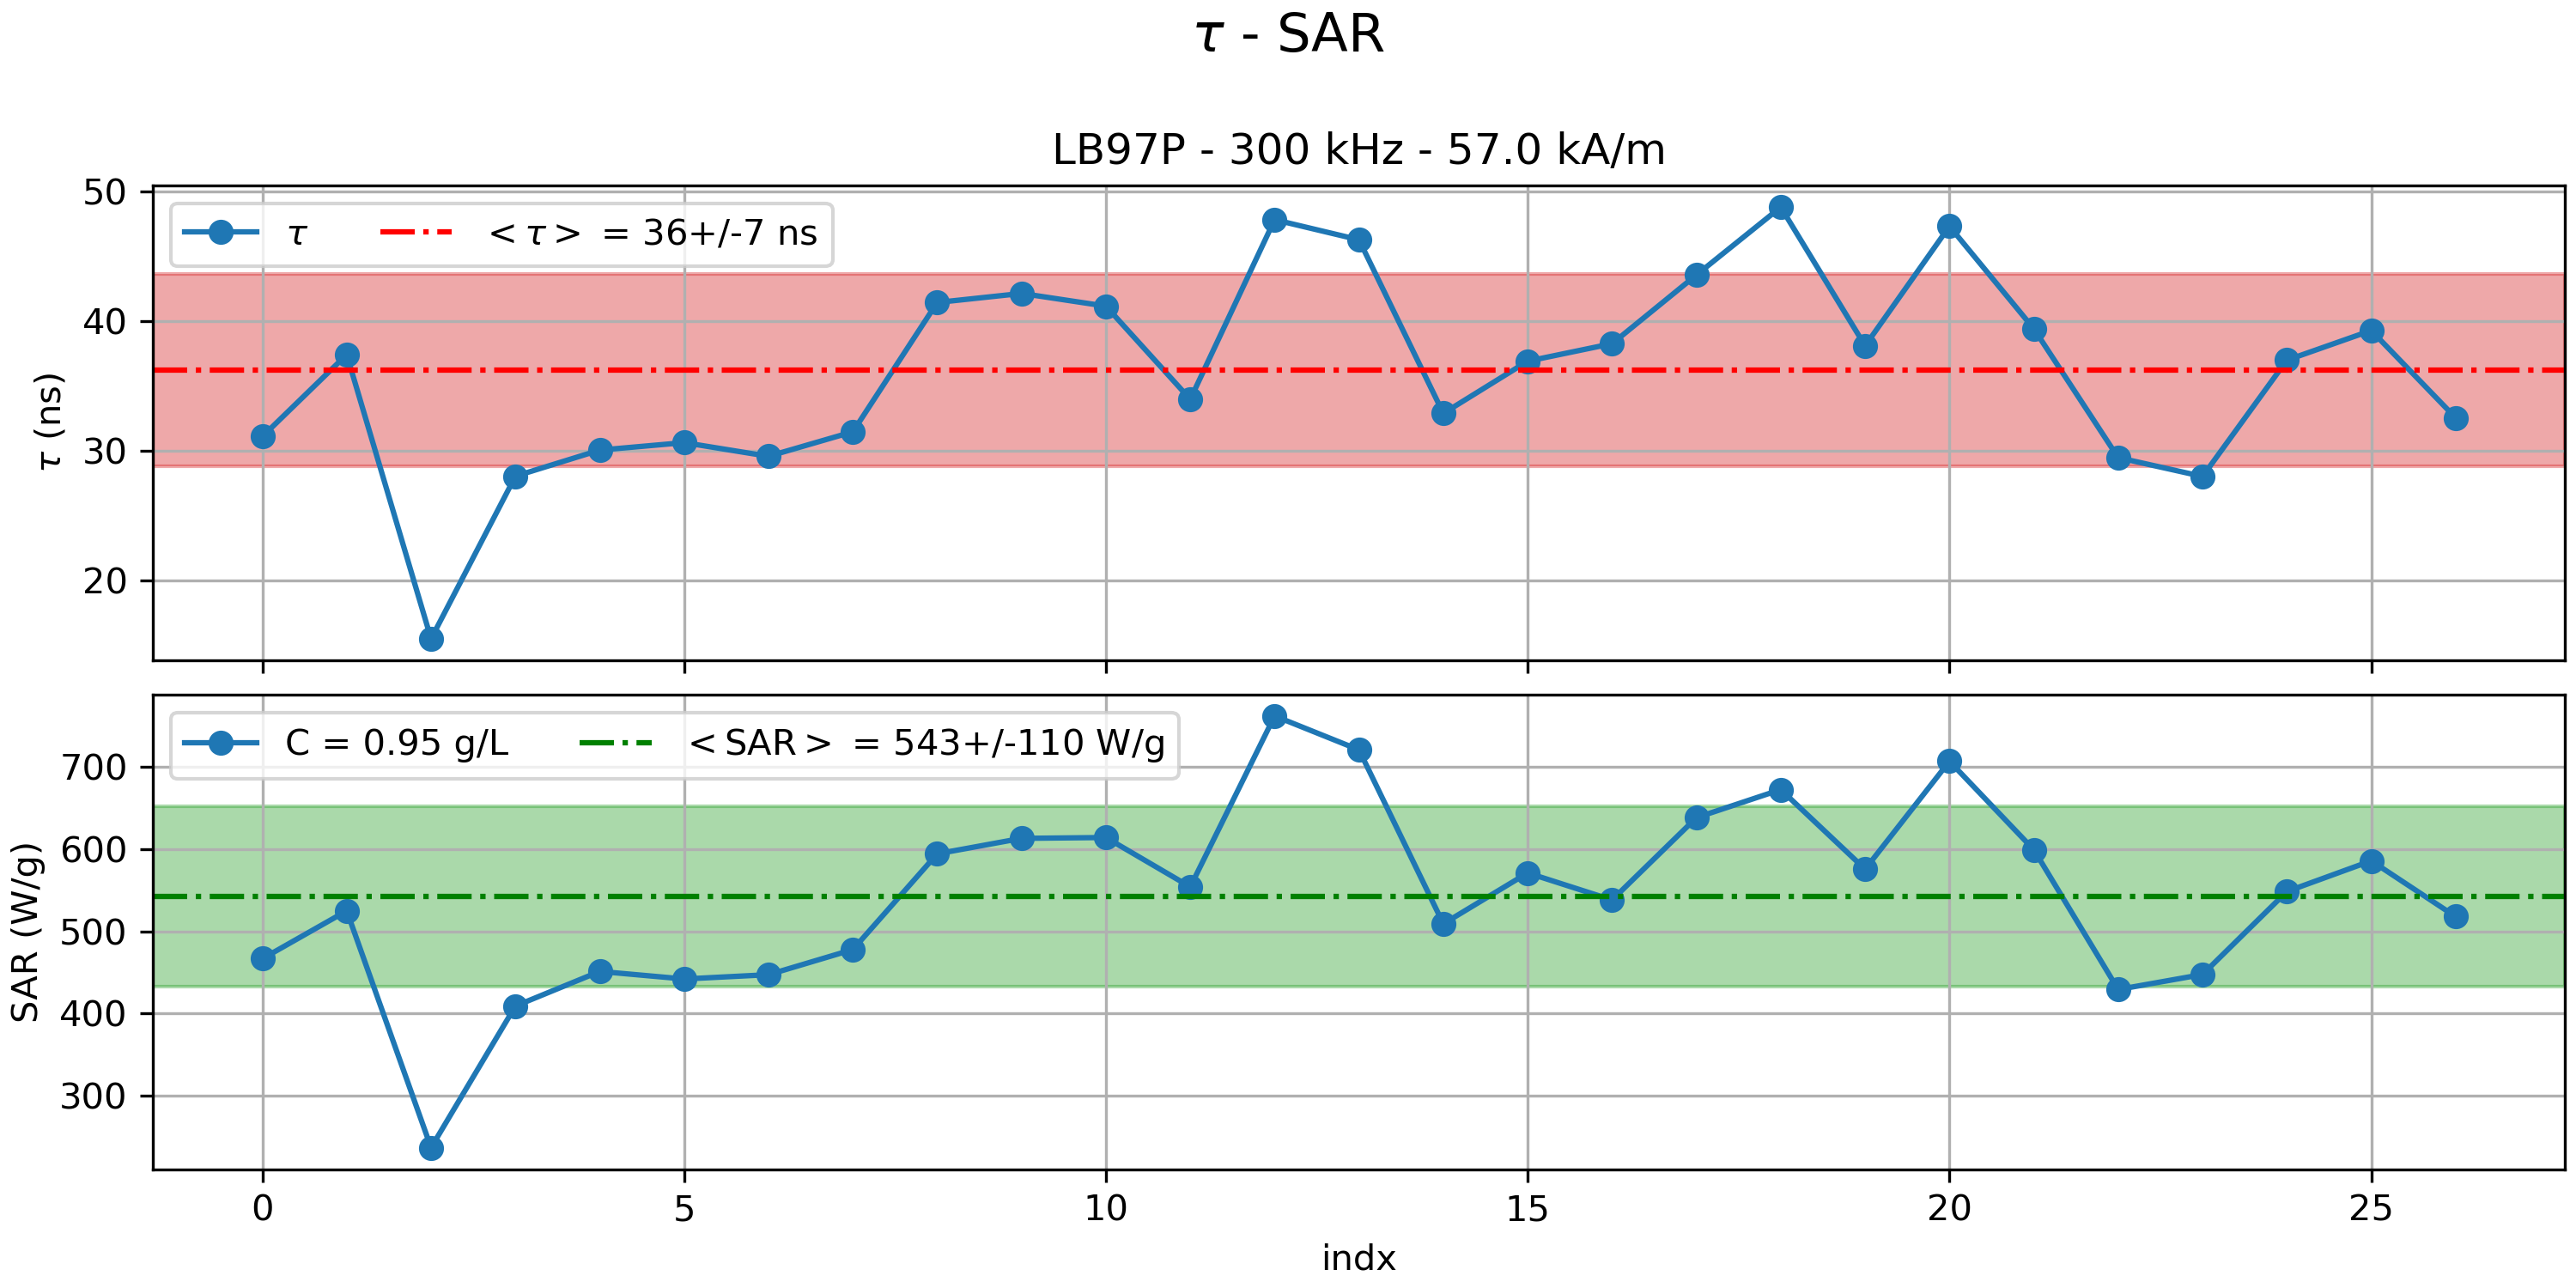 τ - SAR
LB97P - 300 kHz - 57.0 kA/m
50
40
30
20
τ (ns)
τ
<τ> = 36+/-7 ns
700
600
500
400
300
SAR (W/g)
C = 0.95 g/L
<SAR> = 543+/-110 W/g
0 5 10 15 20 25
indx